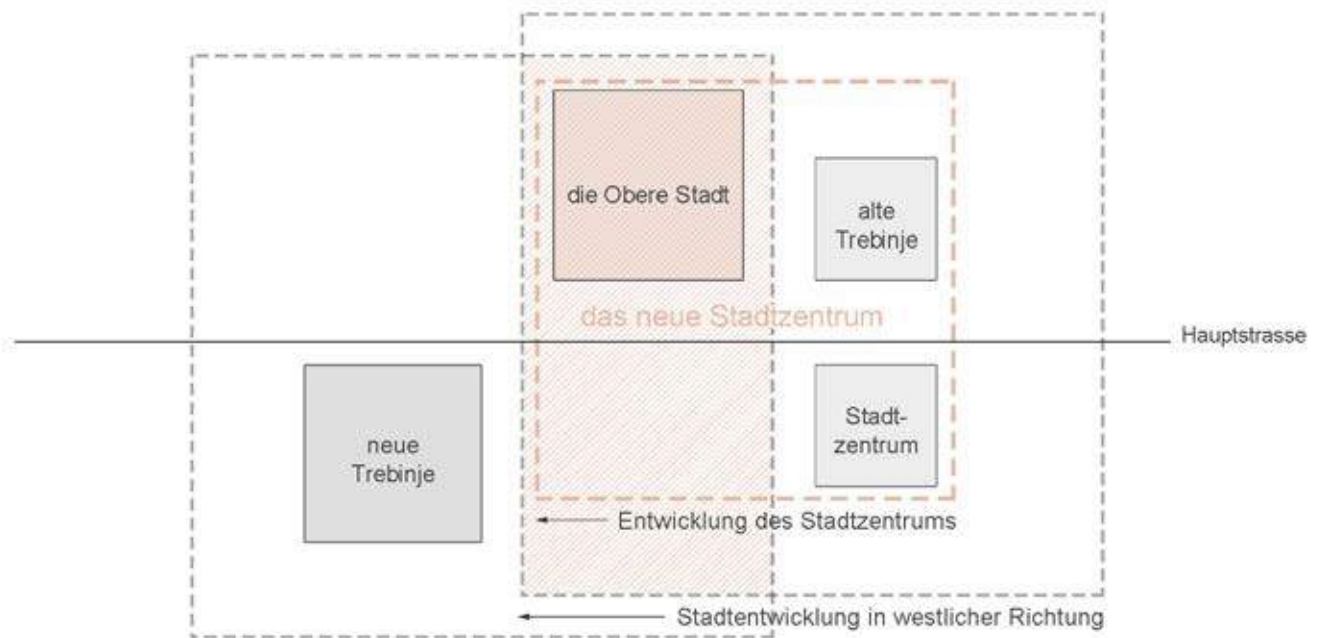 die Obere Stadt
alte
Trebinje
das neue Stadtzentrum
Hauptstrasse
neue
Trebinje
Stadt-
zentrum
Entwicklung des Stadtzentrums
Stadtentwicklung in westlicher Richtung